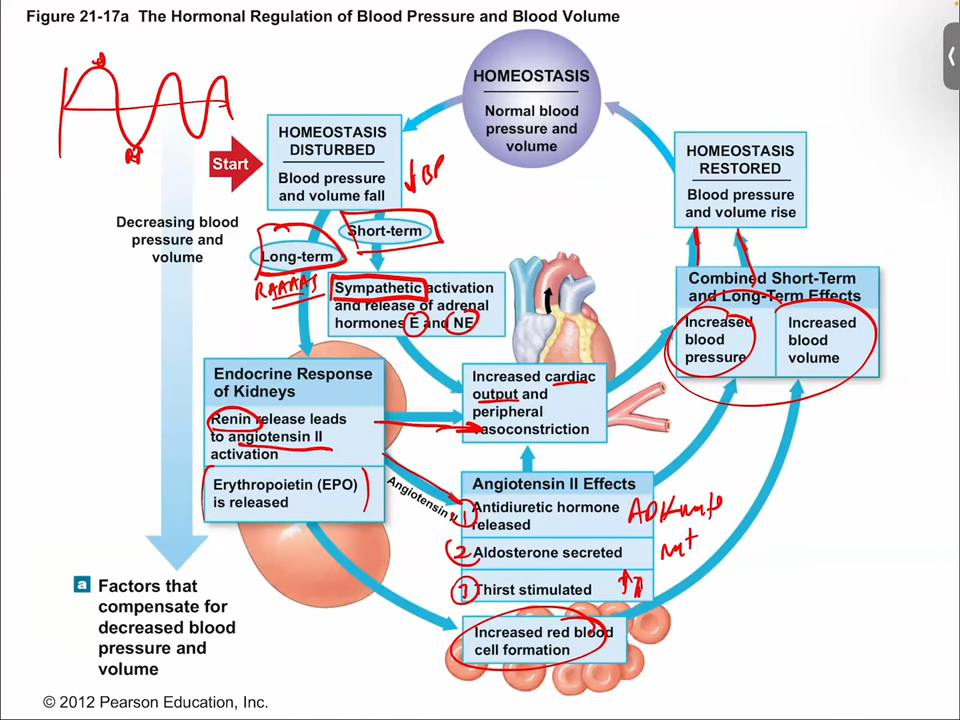 Figure 21-17a The Hormonal Regulation of Blood Pressure and Blood Volume
HOMEOSTASIS
Normal blood
pressure and
volume
HOMEOSTASIS
DISTURBED
Blood pressure
and volume fall
↓BP
Start
HOMEOSTASIS
RESTORED
Blood pressure
and volume rise
Decreasing blood
pressure and
volume
Short-term
Long-term
RAAAAS
Sympathetic activation
and release of adrenal
hormones E and NE
Combined Short-Term
and Long-Term Effects
Increased
blood
pressure
Increased
blood
volume
Endocrine Response
of Kidneys
Renin release leads
to angiotensin II
activation
Erythropoietin (EPO)
is released
Increased cardiac
output and
peripheral
vasoconstriction
Angiotensin II
Angiotensin II Effects
1
Antidiuretic hormone
released
2
Aldosterone secreted
Thirst stimulated
↑↑
Increased red blood
cell formation
a Factors that
compensate for
decreased blood
pressure and
volume
© 2012 Pearson Education, Inc.